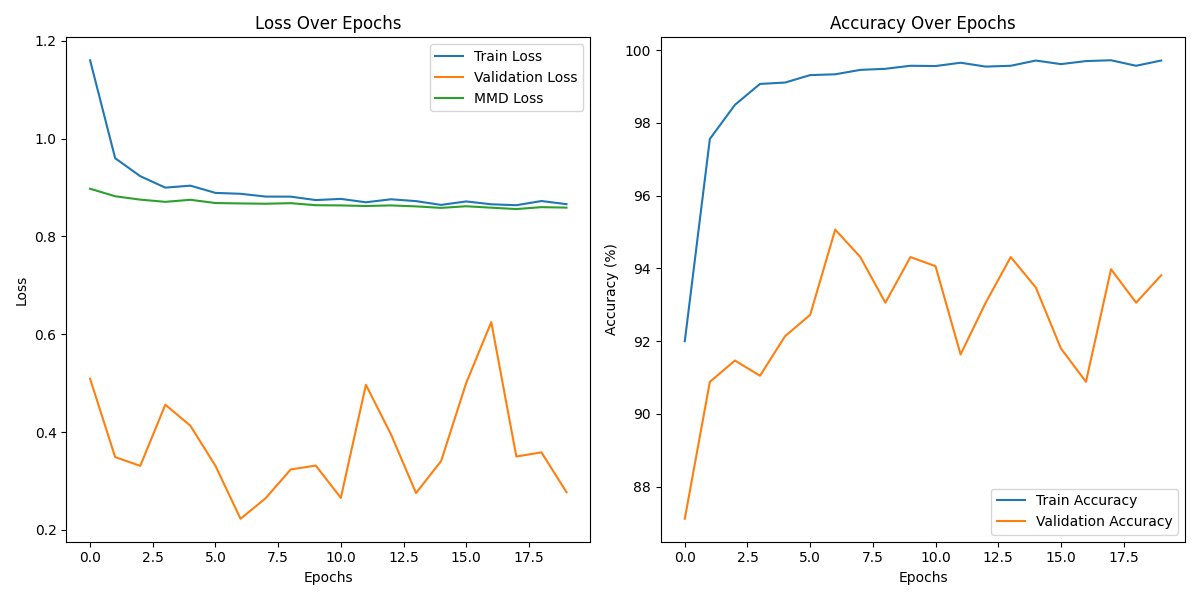 Loss Over Epochs
1.2
1.0
0.8
0.6
0.4
0.2
Loss
Train Loss
Validation Loss
MMD Loss
0.0 2.5 5.0 7.5 10.0 12.5 15.0 17.5
Epochs
Accuracy Over Epochs
100
98
96
94
92
90
88
Accuracy (%)
Train Accuracy
Validation Accuracy
0.0 2.5 5.0 7.5 10.0 12.5 15.0 17.5
Epochs